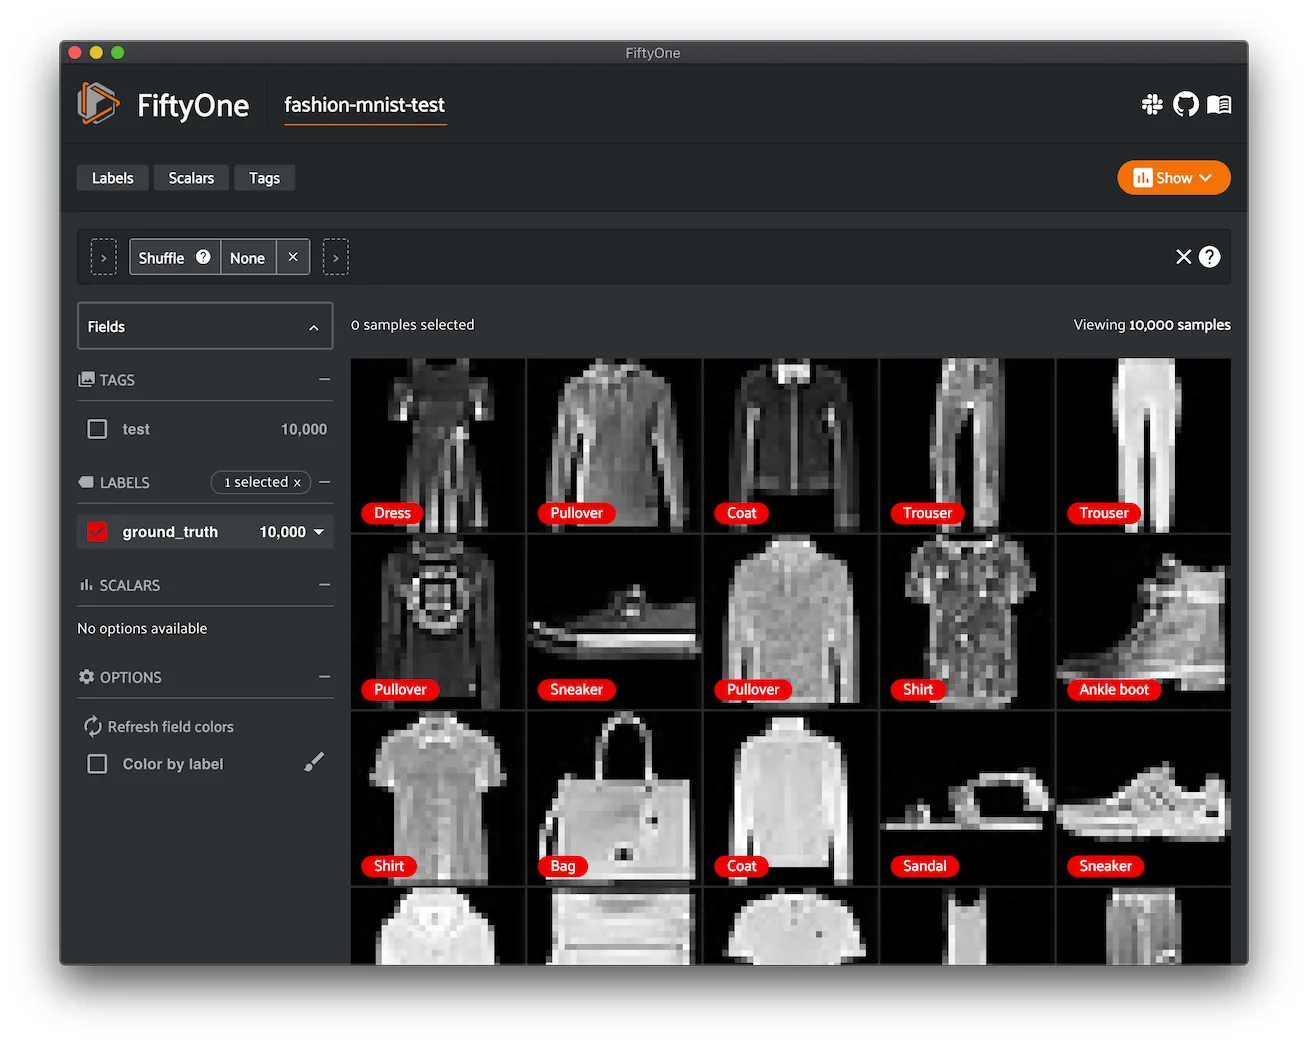 FiftyOne
FiftyOne
fashion-mnist-test
Labels
Scalars
Tags
Show
>
Shuffle ?
None
×
>
× ?
Fields
0 samples selected
Viewing 10,000 samples
TAGS
test
10,000
LABELS
1 selected ×
ground_truth
10,000
SCALARS
No options available
OPTIONS
Refresh field colors
Color by label
Dress
Pullover
Coat
Trouser
Trouser
Pullover
Sneaker
Pullover
Shirt
Ankle boot
Shirt
Bag
Coat
Sandal
Sneaker